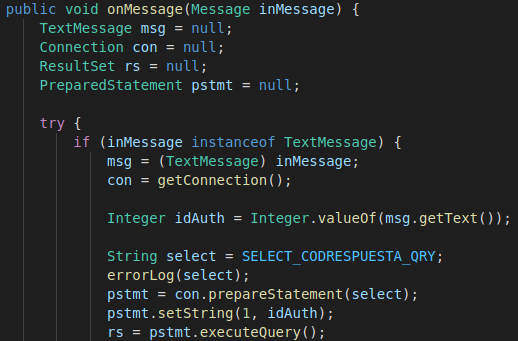 public void onMessage(Message inMessage) {
TextMessage msg = null;
Connection con = null;
ResultSet rs = null;
PreparedStatement pstmt = null;
try {
if (inMessage instanceof TextMessage) {
msg = (TextMessage) inMessage;
con = getConnection();
Integer idAuth = Integer.valueOf(msg.getText());
String select = SELECT_CODRESPUESTA_QRY;
errorLog(select);
pstmt = con.prepareStatement(select);
pstmt.setString(1, idAuth);
rs = pstmt.executeQuery();